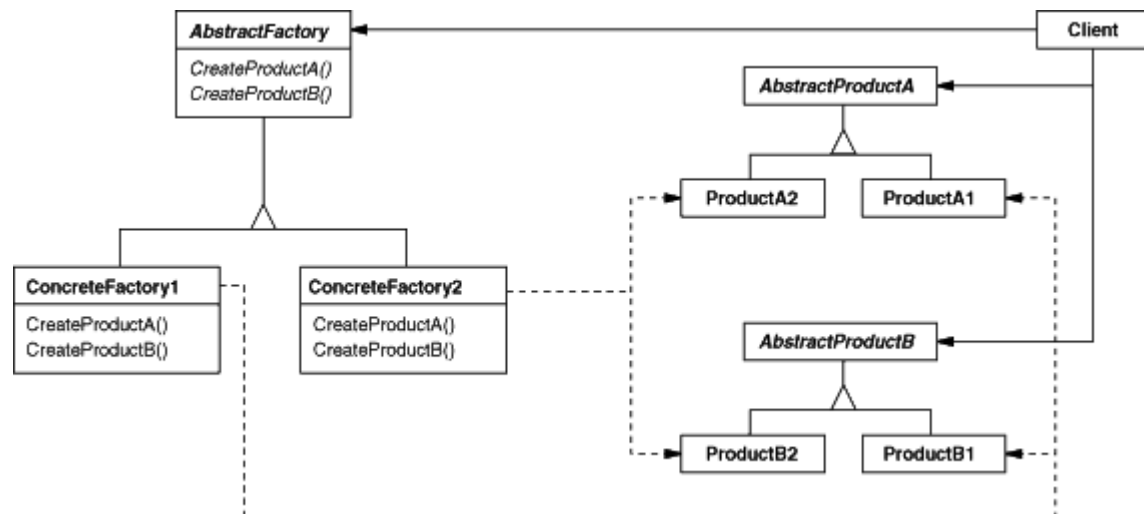 AbstractFactory
CreateProductA()
CreateProductB()
Client
AbstractProductA
ProductA2
ProductA1
ConcreteFactory1
CreateProductA()
CreateProductB()
ConcreteFactory2
CreateProductA()
CreateProductB()
AbstractProductB
ProductB2
ProductB1